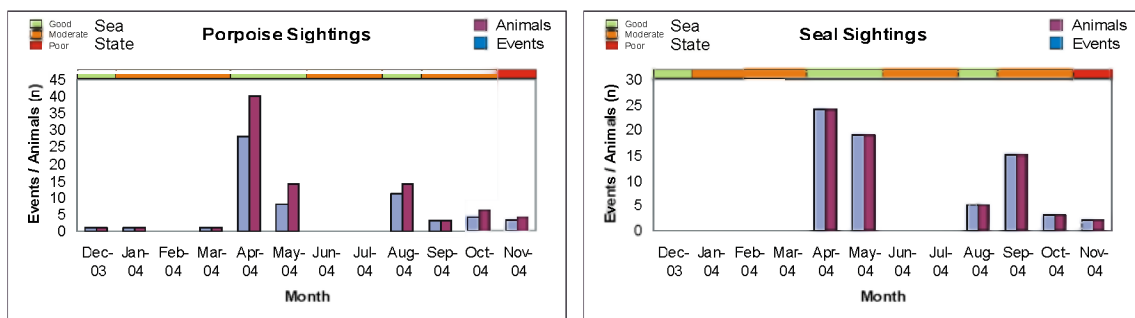 Good
Moderate
Poor
Sea
State
Porpoise Sightings
Animals
Events
Events / Animals (n)
45
40
35
30
25
20
15
10
5
0
Dec-03 Jan-04 Feb-04 Mar-04 Apr-04 May-04 Jun-04 Jul-04 Aug-04 Sep-04 Oct-04 Nov-04
Month
Good
Moderate
Poor
Sea
State
Seal Sightings
Animals
Events
Events / Animals (n)
30
25
20
15
10
5
0
Dec-03 Jan-04 Feb-04 Mar-04 Apr-04 May-04 Jun-04 Jul-04 Aug-04 Sep-04 Oct-04 Nov-04
Month